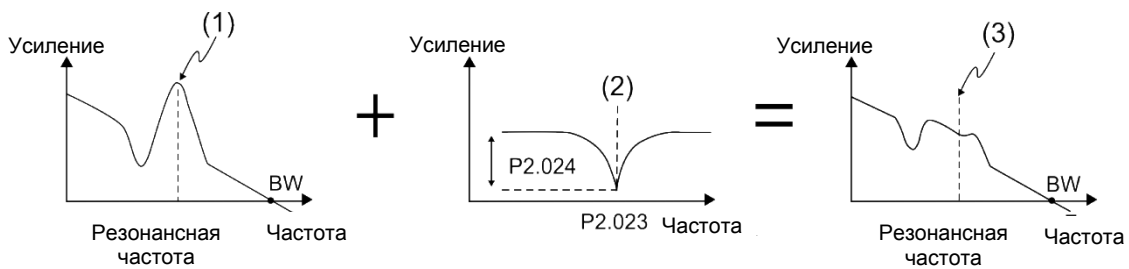 (1)
Усиление
BW
Резонансная
частота
Частота
+
Усиление
(2)
P2.024
P2.023
Частота
=
(3)
Усиление
BW
Резонансная
частота
Частота